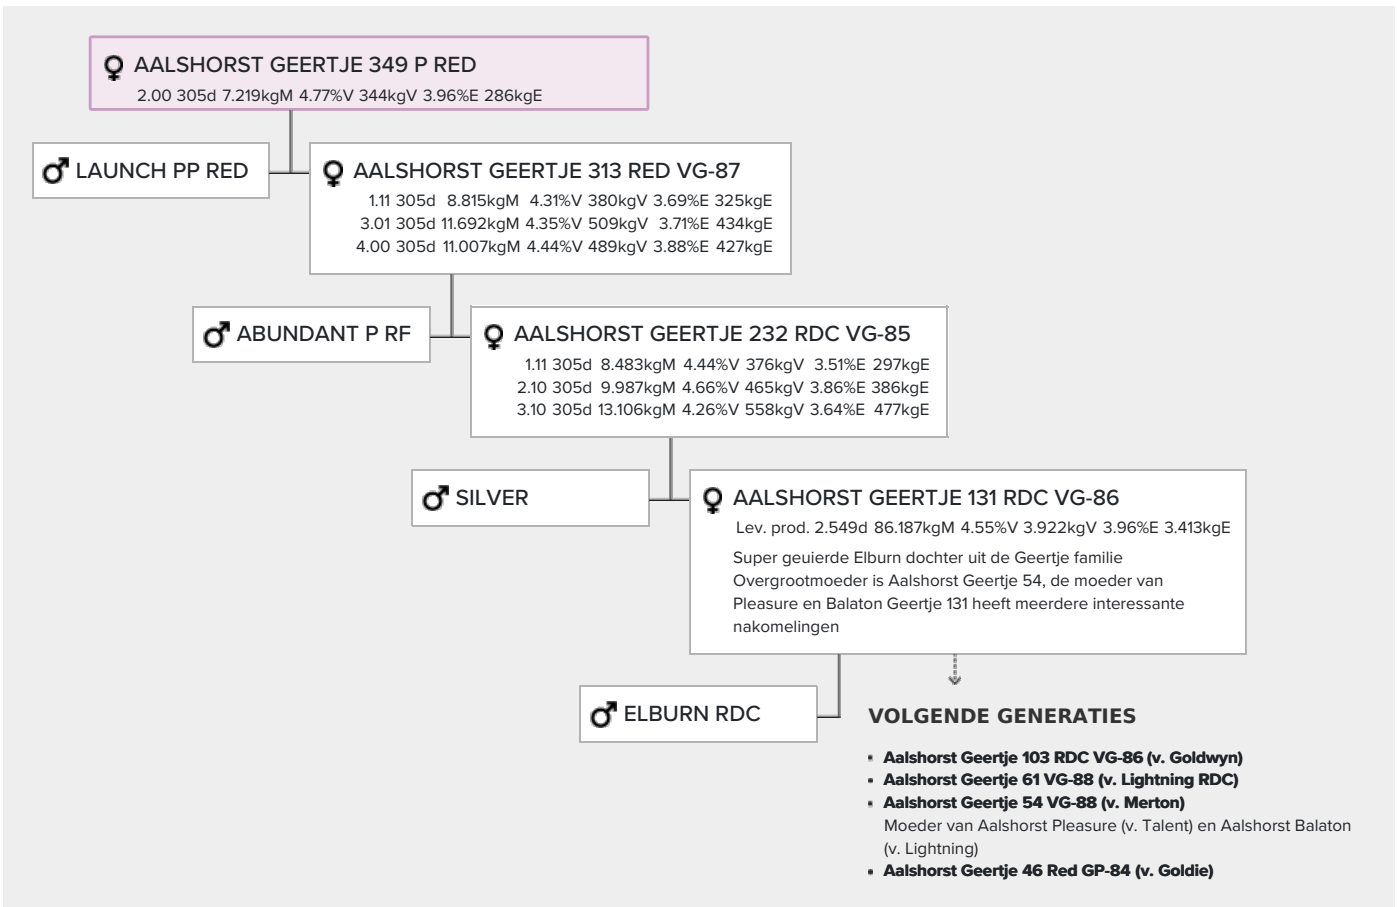 AALSHORST GEERTJE 349 P RED
2.00 305d 7.219kgM 4.77%V 344kgV 3.96%E 286kgE
LAUNCH PP RED
AALSHORST GEERTJE 313 RED VG-87
1.11 305d 8.815kgM 4.31%V 380kgV 3.69%E 325kgE
3.01 305d 11.692kgM 4.35%V 509kgV 3.71%E 434kgE
4.00 305d 11.007kgM 4.44%V 489kgV 3.88%E 427kgE
ABUNDANT P RF
AALSHORST GEERTJE 232 RDC VG-85
1.11 305d 8.483kgM 4.44%V 376kgV 3.51%E 297kgE
2.10 305d 9.987kgM 4.66%V 465kgV 3.86%E 386kgE
3.10 305d 13.106kgM 4.26%V 558kgV 3.64%E 477kgE
SILVER
AALSHORST GEERTJE 131 RDC VG-86
Lev. prod. 2.549d 86.187kgM 4.55%V 3.922kgV 3.96%E 3.413kgE
Super geuierde Elburn dochter uit de Geertje familie
Overgrootmoeder is Aalshorst Geertje 54, de moeder van
Pleasure en Balaton Geertje 131 heeft meerdere interessante
nakomelingen
ELBURN RDC
VOLGENDE GENERATIES
Aalshorst Geertje 103 RDC VG-86 (v. Goldwyn)
Aalshorst Geertje 61 VG-88 (v. Lightning RDC)
Aalshorst Geertje 54 VG-88 (v. Merton)
Moeder van Aalshorst Pleasure (v. Talent) en Aalshorst Balaton
(v. Lightning)
Aalshorst Geertje 46 Red GP-84 (v. Goldie)